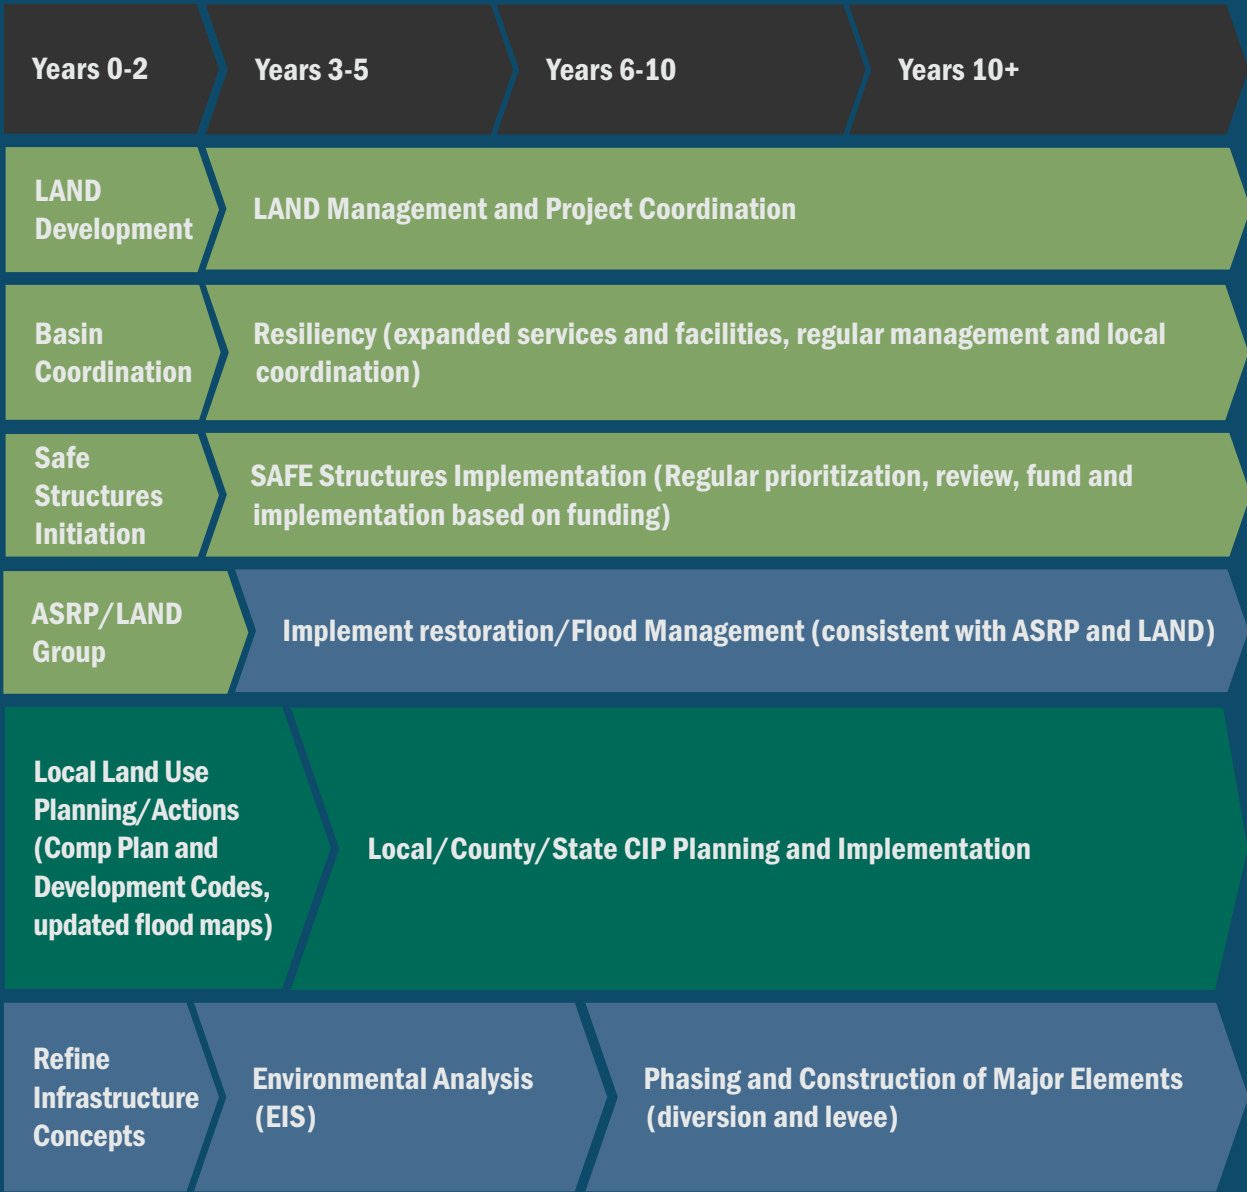 Years 0-2
Years 3-5
Years 6-10
Years 10+
LAND
Development
LAND Management and Project Coordination
Basin
Coordination
Resiliency (expanded services and facilities, regular management and local
coordination)
Safe
Structures
Initiation
SAFE Structures Implementation (Regular prioritization, review, fund and
implementation based on funding)
ASRP/LAND
Group
Implement restoration/Flood Management (consistent with ASRP and LAND)
Local Land Use
Planning/Actions
(Comp Plan and
Development Codes,
updated flood maps)
Local/County/State CIP Planning and Implementation
Refine
Infrastructure
Concepts
Environmental Analysis
(EIS)
Phasing and Construction of Major Elements
(diversion and levee)